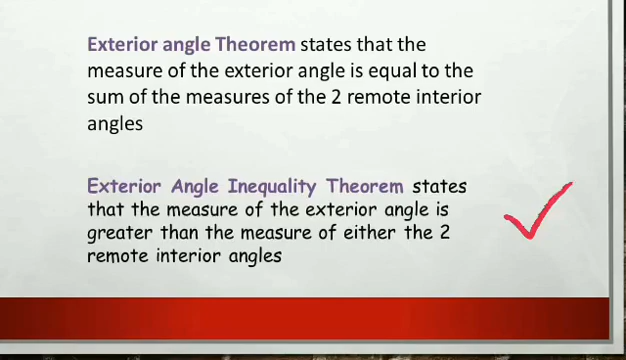 Exterior angle Theorem states that the
measure of the exterior angle is equal to the
sum of the measures of the 2 remote interior
angles
Exterior Angle Inequality Theorem states
that the measure of the exterior angle is
greater than the measure of either the 2
remote interior angles